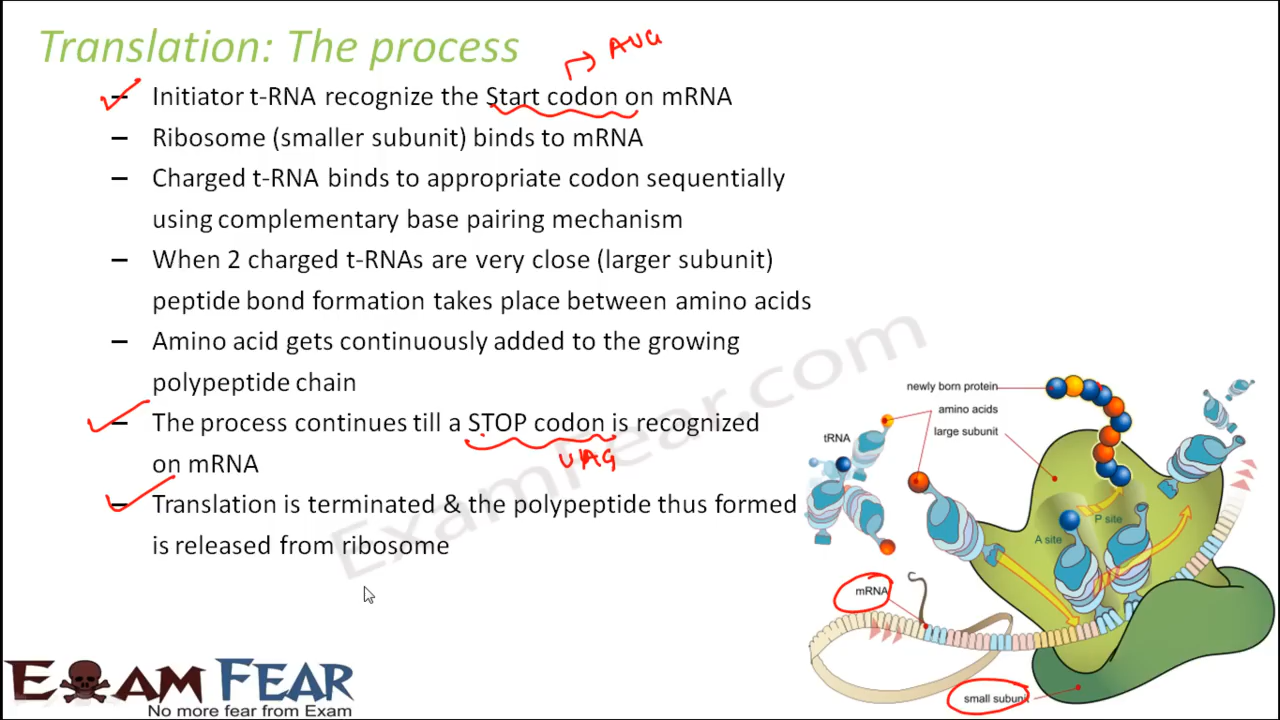 Translation: The process
AUG
– Initiator t-RNA recognize the Start codon on mRNA
– Ribosome (smaller subunit) binds to mRNA
– Charged t-RNA binds to appropriate codon sequentially
using complementary base pairing mechanism
– When 2 charged t-RNAs are very close (larger subunit)
peptide bond formation takes place between amino acids
– Amino acid gets continuously added to the growing
polypeptide chain
– The process continues till a STOP codon is recognized
on mRNA
UAG
– Translation is terminated & the polypeptide thus formed
is released from ribosome
ExamFear.com
newly born protein
amino acids
large subunit
tRNA
P site
A site
mRNA
small subunit
EXAM FEAR
No more fear from Exam